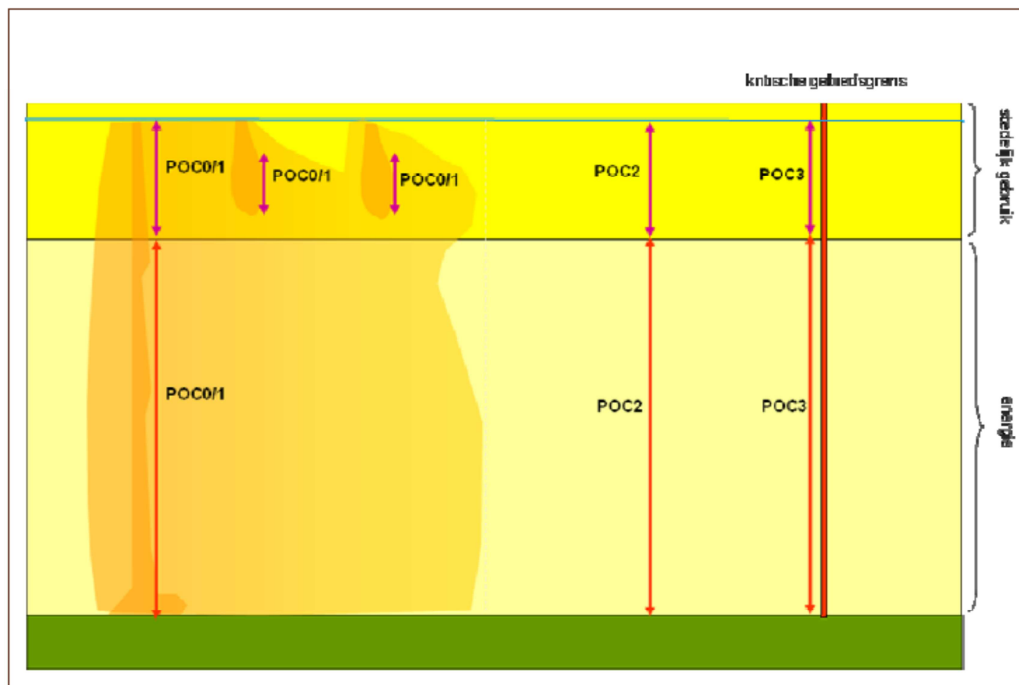 kritische gebiedsgrens
stedelijk gebruik
POC0/1
POC0/1
POC0/1
POC2
POC3
POC0/1
POC2
POC3
energie